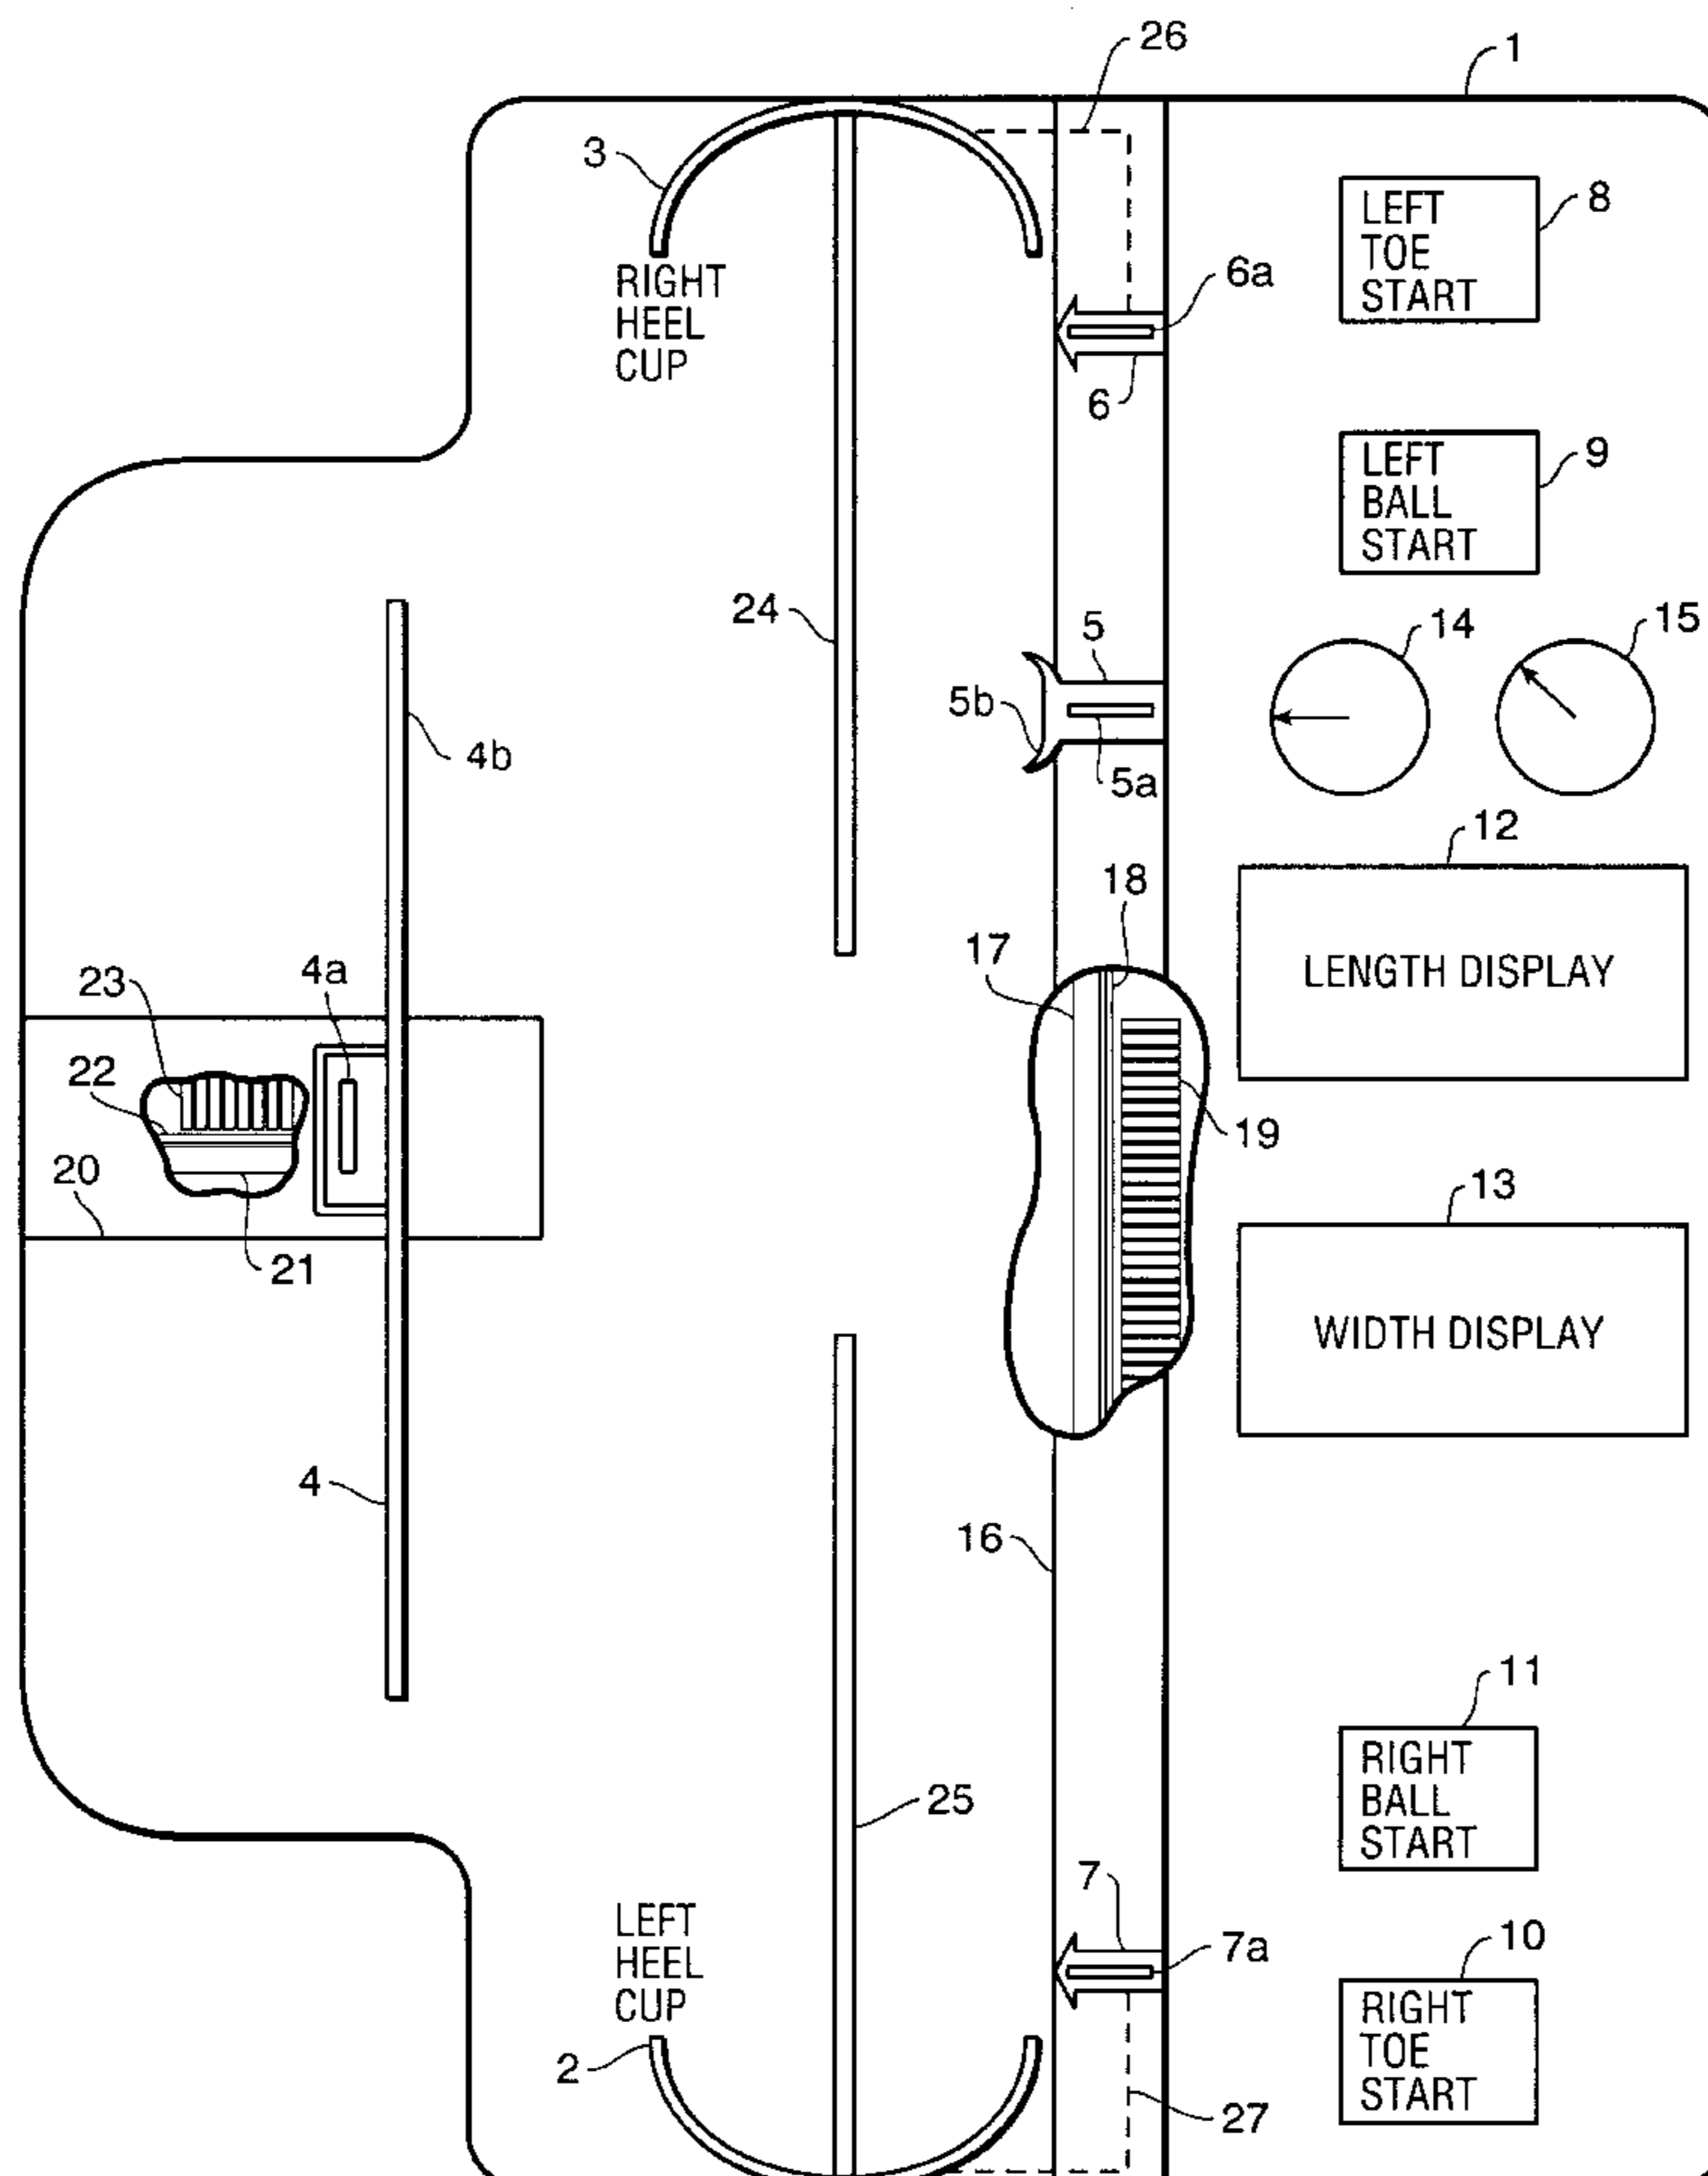 26
1
3
RIGHT
HEEL
CUP
6a
6
LEFT
TOE
START
8
LEFT
BALL
START
9
24
5
5b
5a
14
15
4b
12
18
17
LENGTH DISPLAY
23
4a
22
19
20
21
13
WIDTH DISPLAY
4
16
25
11
RIGHT
BALL
START
7
7a
LEFT
HEEL
CUP
2
27
10
RIGHT
TOE
START